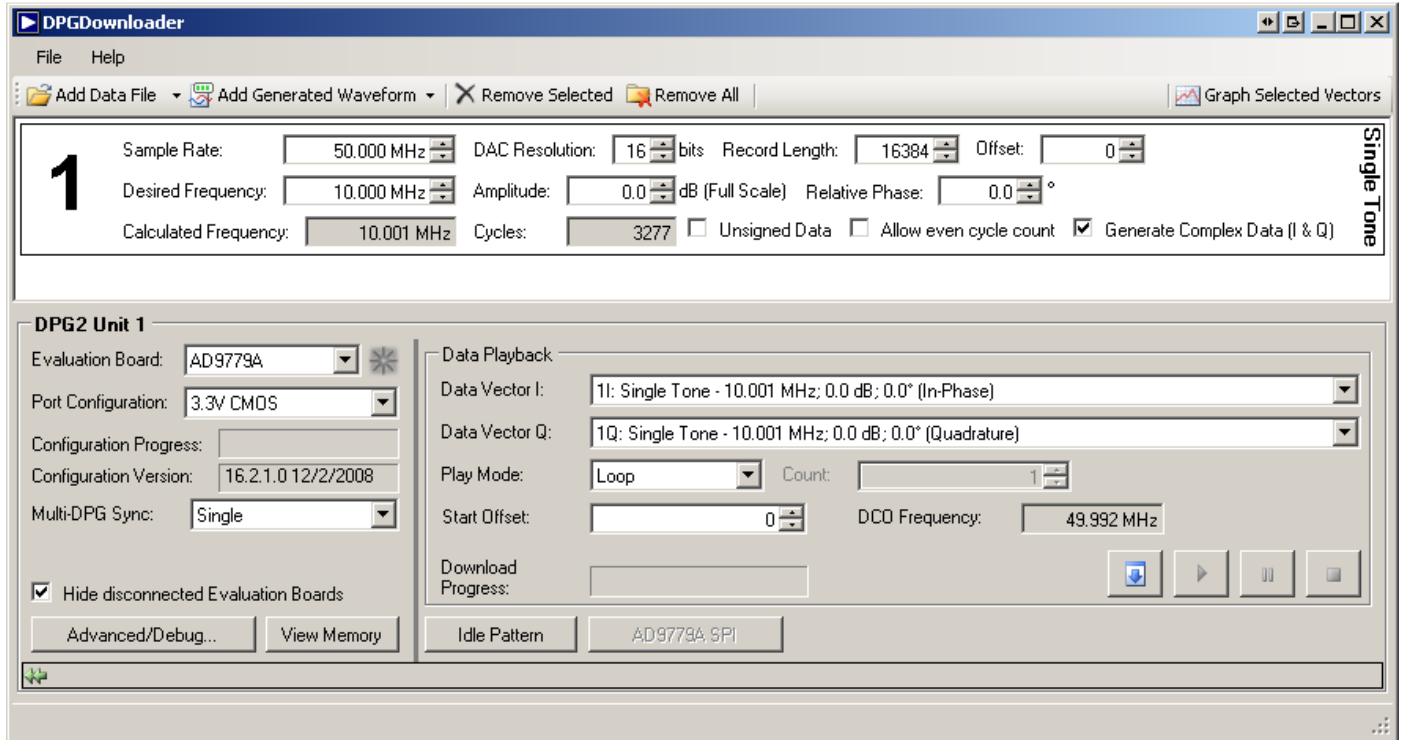 DPGDownloader
File Help
Add Data File Add Generated Waveform Remove Selected Remove All Graph Selected Vectors
1
Sample Rate: 50.000 MHz DAC Resolution: 16 bits Record Length: 16384 Offset: 0
Desired Frequency: 10.000 MHz Amplitude: 0.0 dB (Full Scale) Relative Phase: 0.0 °
Calculated Frequency: 10.001 MHz Cycles: 3277 Unsigned Data Allow even cycle count Generate Complex Data (I & Q)
Single Tone
DPG2 Unit 1
Evaluation Board: AD9779A
Port Configuration: 3.3V CMOS
Configuration Progress:
Configuration Version: 16.2.1.0 12/2/2008
Multi-DPG Sync: Single
Hide disconnected Evaluation Boards
Advanced/Debug... View Memory
Data Playback
Data Vector I: 1I: Single Tone - 10.001 MHz; 0.0 dB; 0.0° (In-Phase)
Data Vector Q: 1Q: Single Tone - 10.001 MHz; 0.0 dB; 0.0° (Quadrature)
Play Mode: Loop Count: 1
Start Offset: 0 DCO Frequency: 49.992 MHz
Download
Progress:
Idle Pattern AD9779A SPI